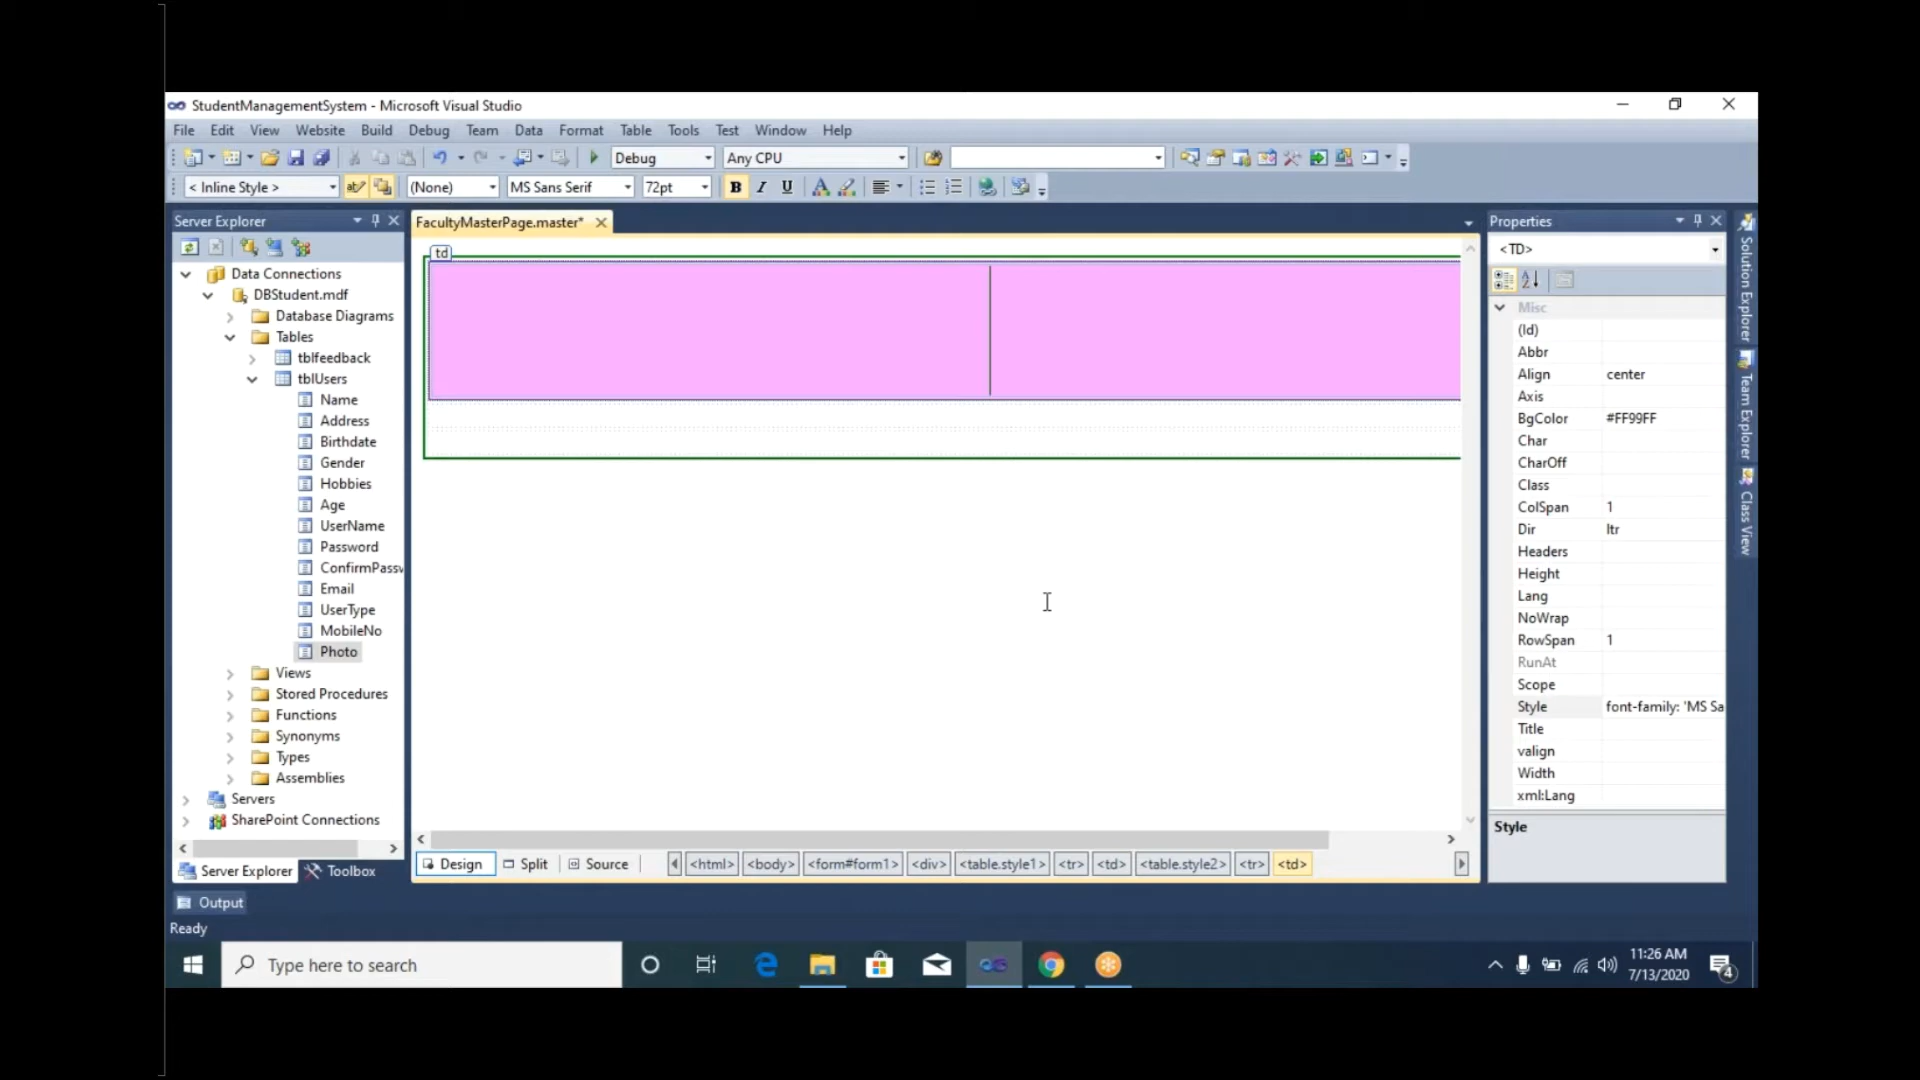 StudentManagementSystem - Microsoft Visual Studio
File Edit View Website Build Debug Team Data Format Table Tools Test Window Help
Debug Any CPU
< Inline Style > (None) MS Sans Serif 72pt B I U
Server Explorer
FacultyMasterPage.master*
Properties
td
<TD>
Data Connections
DBStudent.mdf
Database Diagrams
Tables
tblfeedback
tblUsers
Name
Address
Birthdate
Gender
Hobbies
Age
UserName
Password
ConfirmPassw
Email
UserType
MobileNo
Photo
Views
Stored Procedures
Functions
Synonyms
Types
Assemblies
Servers
SharePoint Connections
Server Explorer Toolbox
Design Split Source <html> <body> <form#form1> <div> <table.style1> <tr> <td> <table.style2> <tr> <td>
Misc
(Id)
Abbr
Align center
Axis
BgColor #FF99FF
Char
CharOff
Class
ColSpan 1
Dir ltr
Headers
Height
Lang
NoWrap
RowSpan 1
RunAt
Scope
Style font-family: 'MS Sa
Title
valign
Width
xml:Lang
Style
Solution Explorer
Team Explorer
Class View
Output
Ready
Type here to search
11:26 AM
7/13/2020
4